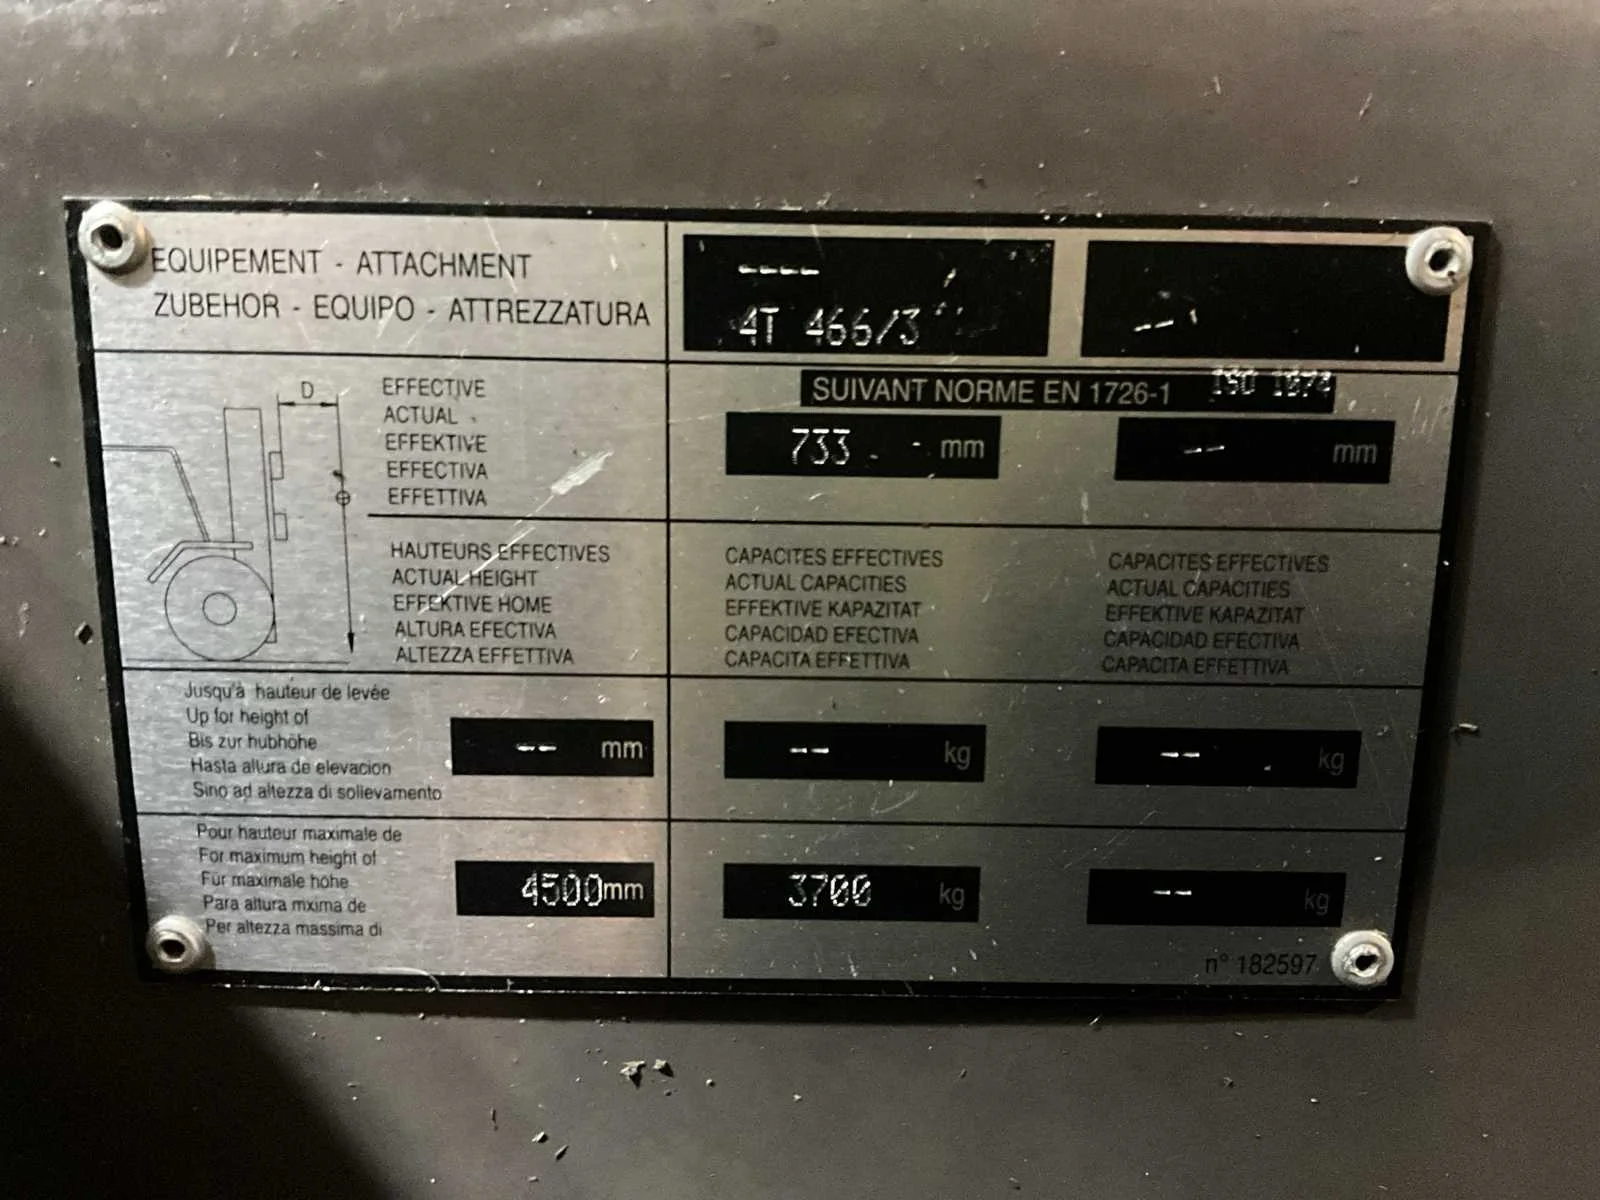 EQUIPEMENT - ATTACHMENT
ZUBEHOR - EQUIPO - ATTREZZATURA
----
4T 466/3
--
D
EFFECTIVE
ACTUAL
EFFEKTIVE
EFFECTIVA
EFFETTIVA
SUIVANT NORME EN 1726-1 ISO 1074
733 mm
-- mm
HAUTEURS EFFECTIVES
ACTUAL HEIGHT
EFFEKTIVE HOME
ALTURA EFECTIVA
ALTEZZA EFFETTIVA
CAPACITES EFFECTIVES
ACTUAL CAPACITIES
EFFEKTIVE KAPAZITAT
CAPACIDAD EFECTIVA
CAPACITA EFFETTIVA
CAPACITES EFFECTIVES
ACTUAL CAPACITIES
EFFEKTIVE KAPAZITAT
CAPACIDAD EFECTIVA
CAPACITA EFFETTIVA
Jusqu'à hauteur de levée
Up for height of
Bis zur hubhöhe
Hasta allura de elevacion
Sino ad altezza di sollevamento
-- mm
-- kg
-- kg
Pour hauteur maximale de
For maximum height of
Für maximale höhe
Para altura mxima de
Per altezza massima di
4500mm
3700 kg
-- kg
n° 182597